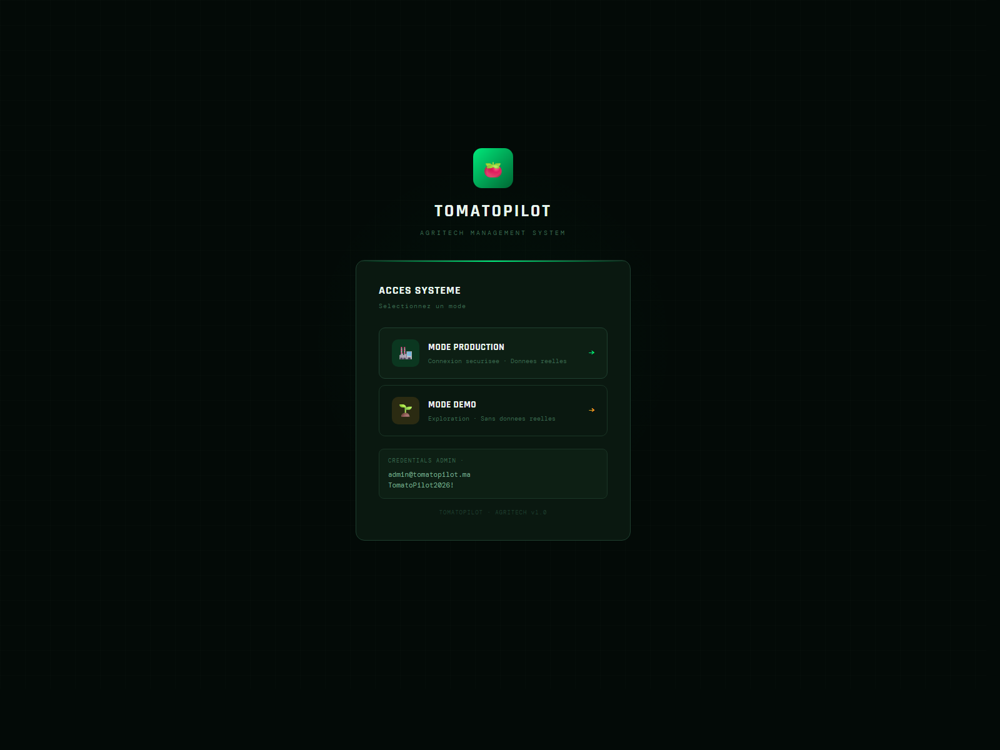 TOMATOPILOT
AGRITECH MANAGEMENT SYSTEM
ACCES SYSTEME
Selectionnez un mode
MODE PRODUCTION
Connexion securisee · Donnees reelles
→
MODE DEMO
Exploration · Sans donnees reelles
→
CREDENTIALS ADMIN ·
admin@tomatopilot.ma
TomatoPilot2026!
TOMATOPILOT · AGRITECH v1.0